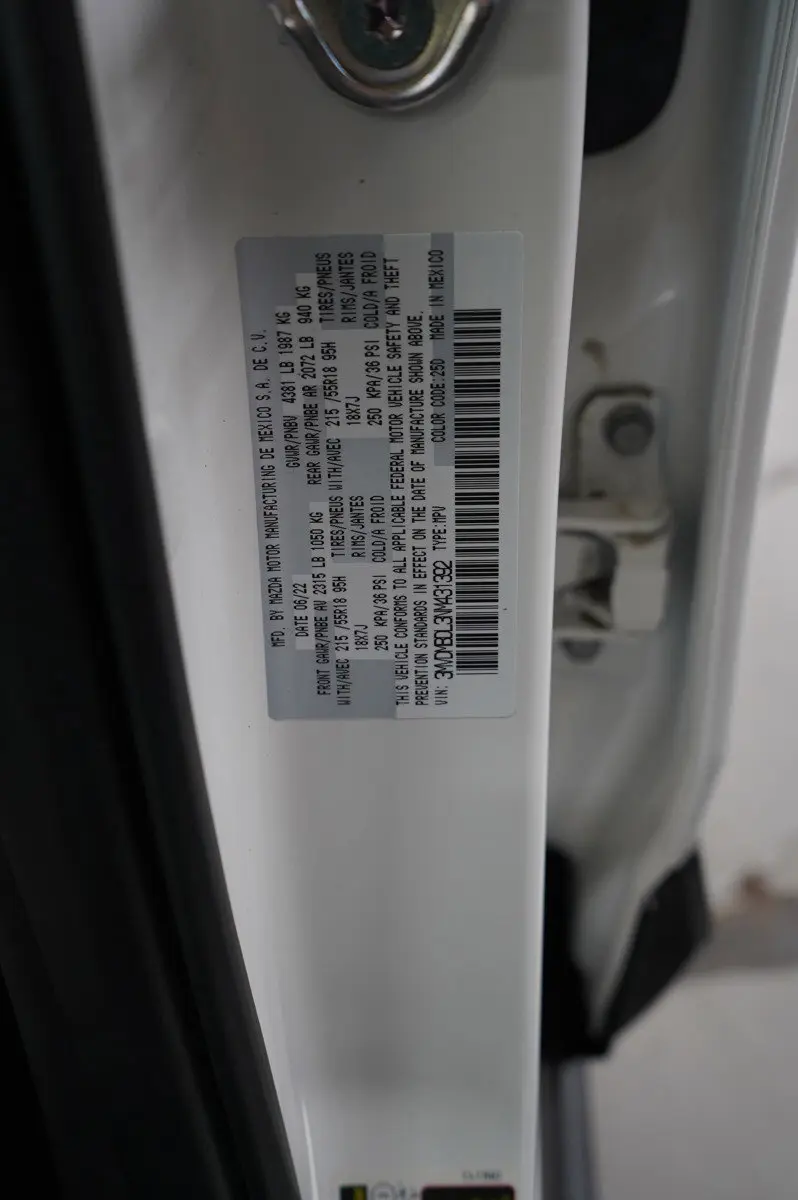 MFD. BY MAZDA MOTOR MANUFACTURING DE MEXICO S.A. DE C.V.
DATE 06/22 GVWR/PNBV 4381 LB 1987 KG
FRONT GAWR/PNBE AV 2315 LB 1050 KG REAR GAWR/PNBE AR 2072 LB 940 KG
WITH/AVEC 215 /55R18 95H TIRES/PNEUS WITH/AVEC 215 /55R18 95H TIRES/PNEUS
18X7J RIMS/JANTES 18X7J RIMS/JANTES
250 KPA/36 PSI COLD/A FROID 250 KPA/36 PSI COLD/A FROID
THIS VEHICLE CONFORMS TO ALL APPLICABLE FEDERAL MOTOR VEHICLE SAFETY AND THEFT
PREVENTION STANDARDS IN EFFECT ON THE DATE OF MANUFACTURE SHOWN ABOVE.
VIN: 3MVDMBDL3NM431392 TYPE:MPV COLOR CODE:25D MADE IN MEXICO